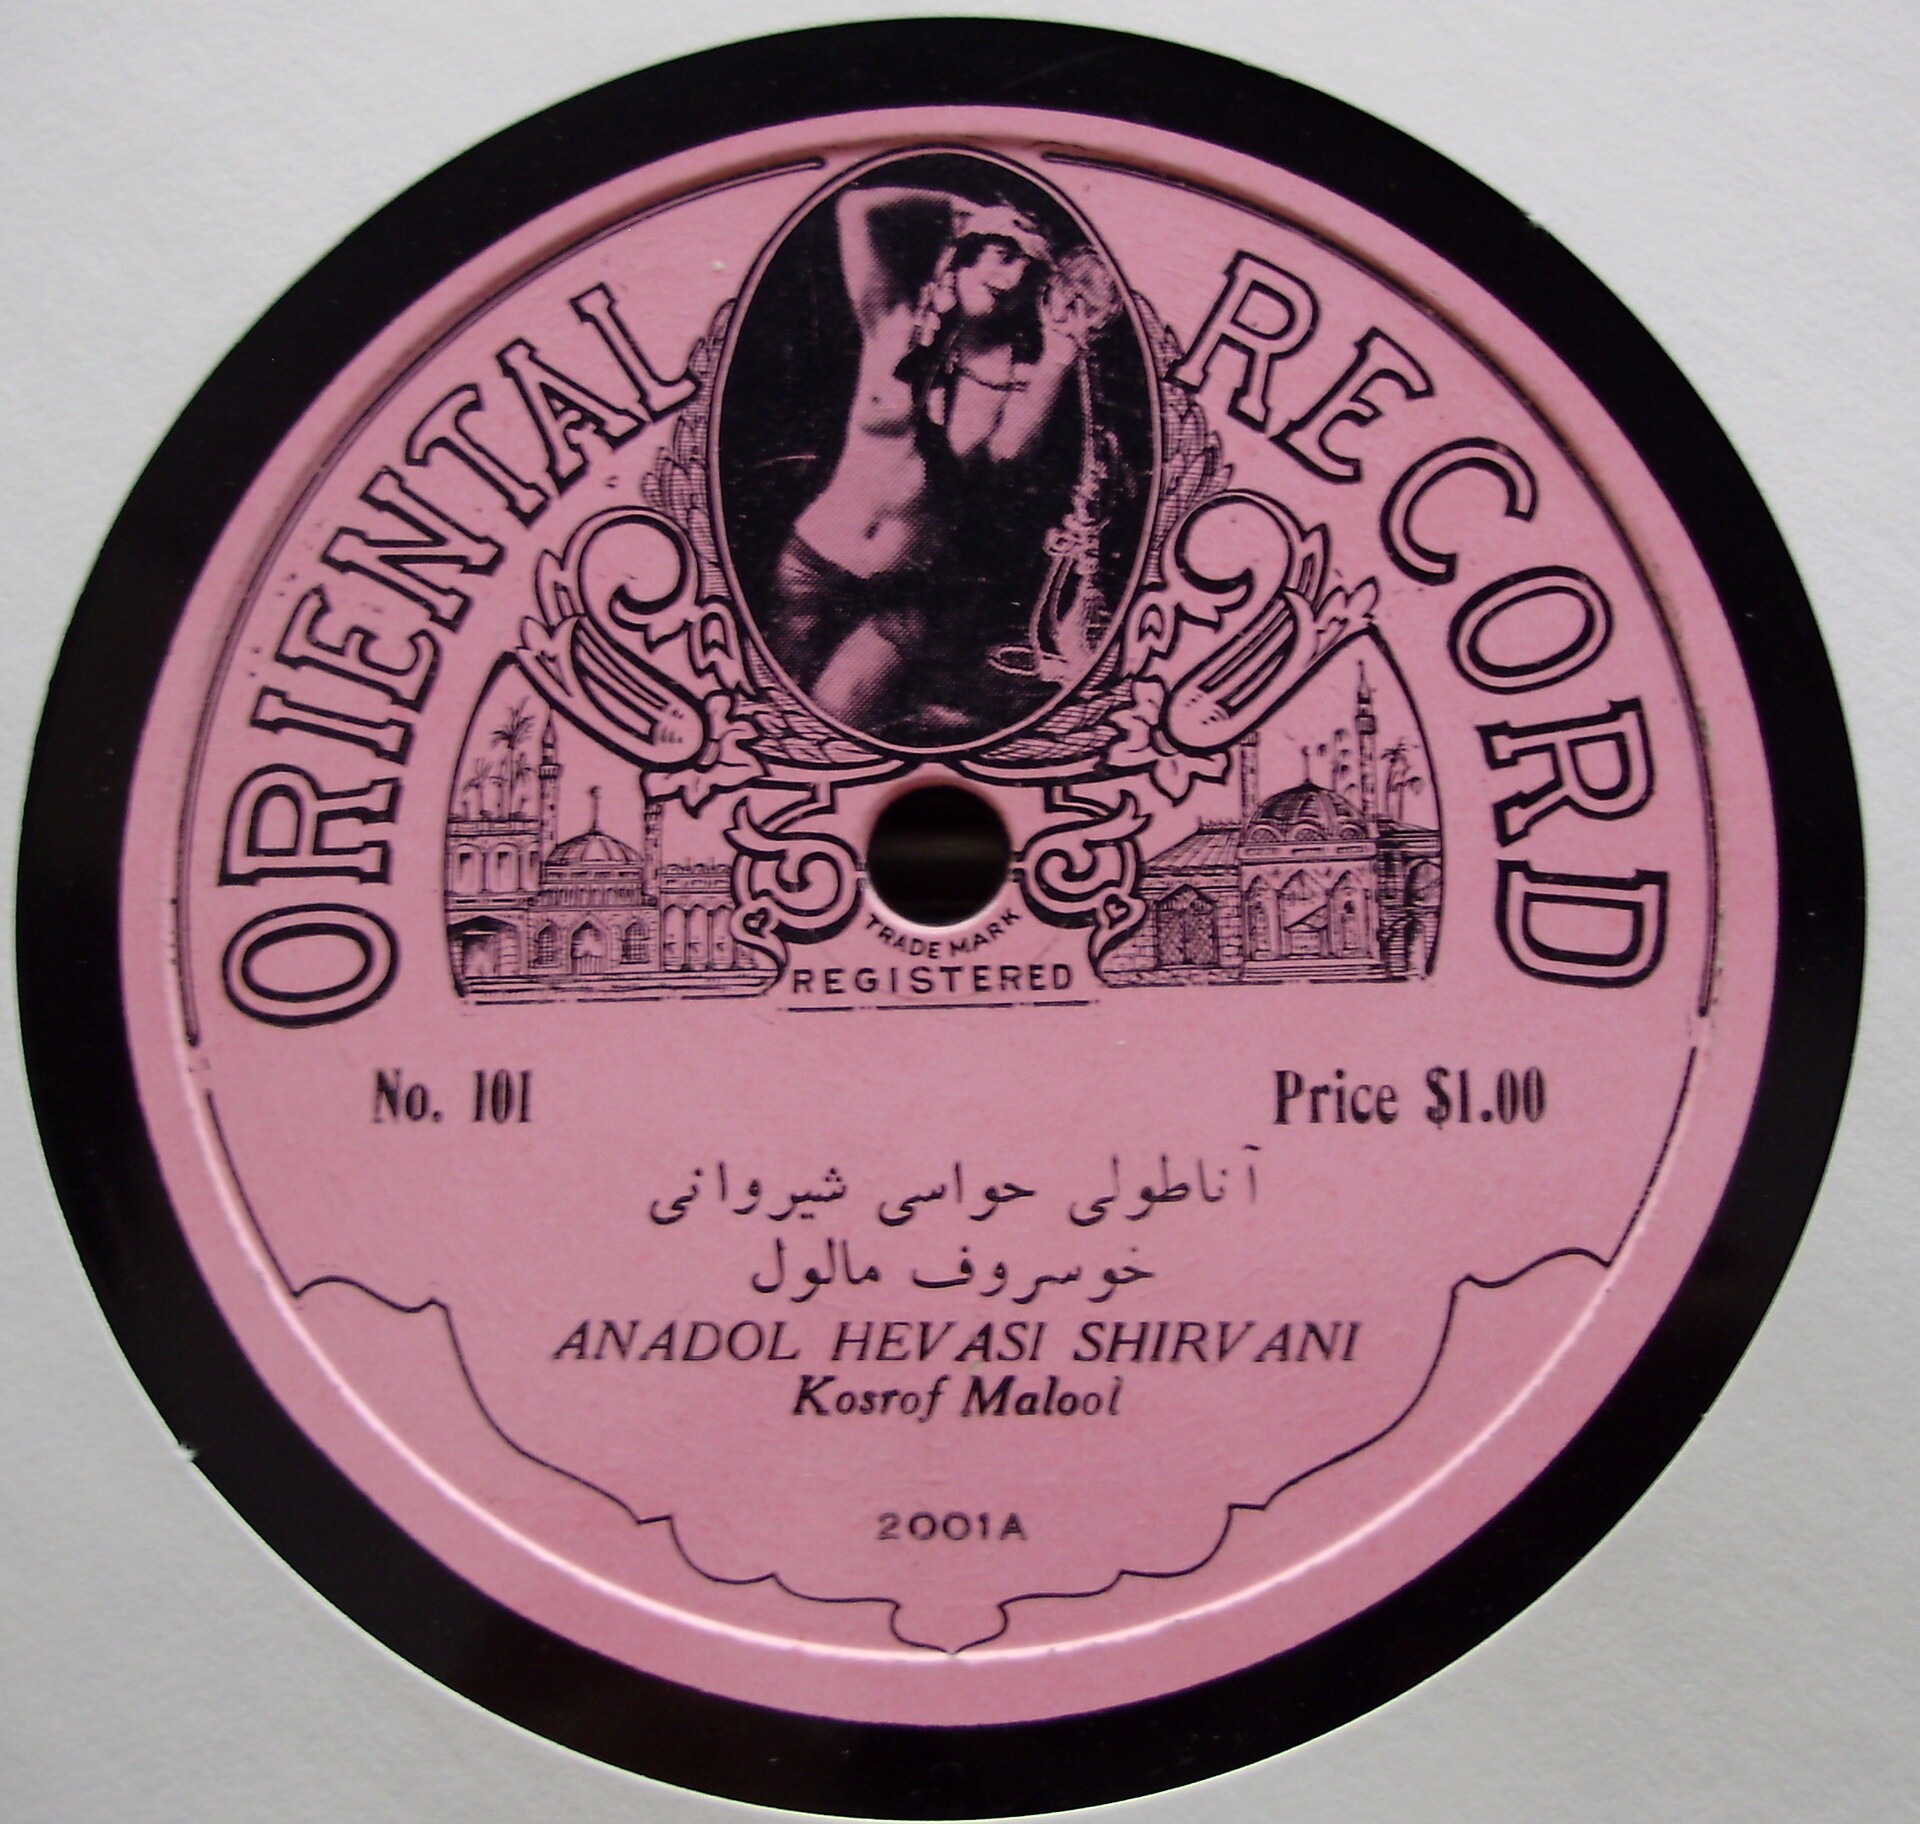 ORIENTAL RECORD
TRADE MARK
REGISTERED
No. 101 Price $1.00
آناطولی حواسی شیروانی
خوسروف مالول
ANADOL HEVASI SHIRVANI
Kosrof Malool
2001A